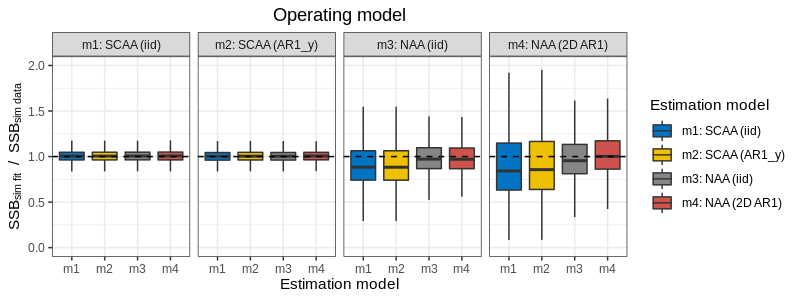 Operating model
m1: SCAA (iid)
m2: SCAA (AR1_y)
m3: NAA (iid)
m4: NAA (2D AR1)
SSBsim fit / SSBsim data
2.0
1.5
1.0
0.5
0.0
m1 m2 m3 m4
m1 m2 m3 m4
m1 m2 m3 m4
m1 m2 m3 m4
Estimation model
Estimation model
m1: SCAA (iid)
m2: SCAA (AR1_y)
m3: NAA (iid)
m4: NAA (2D AR1)